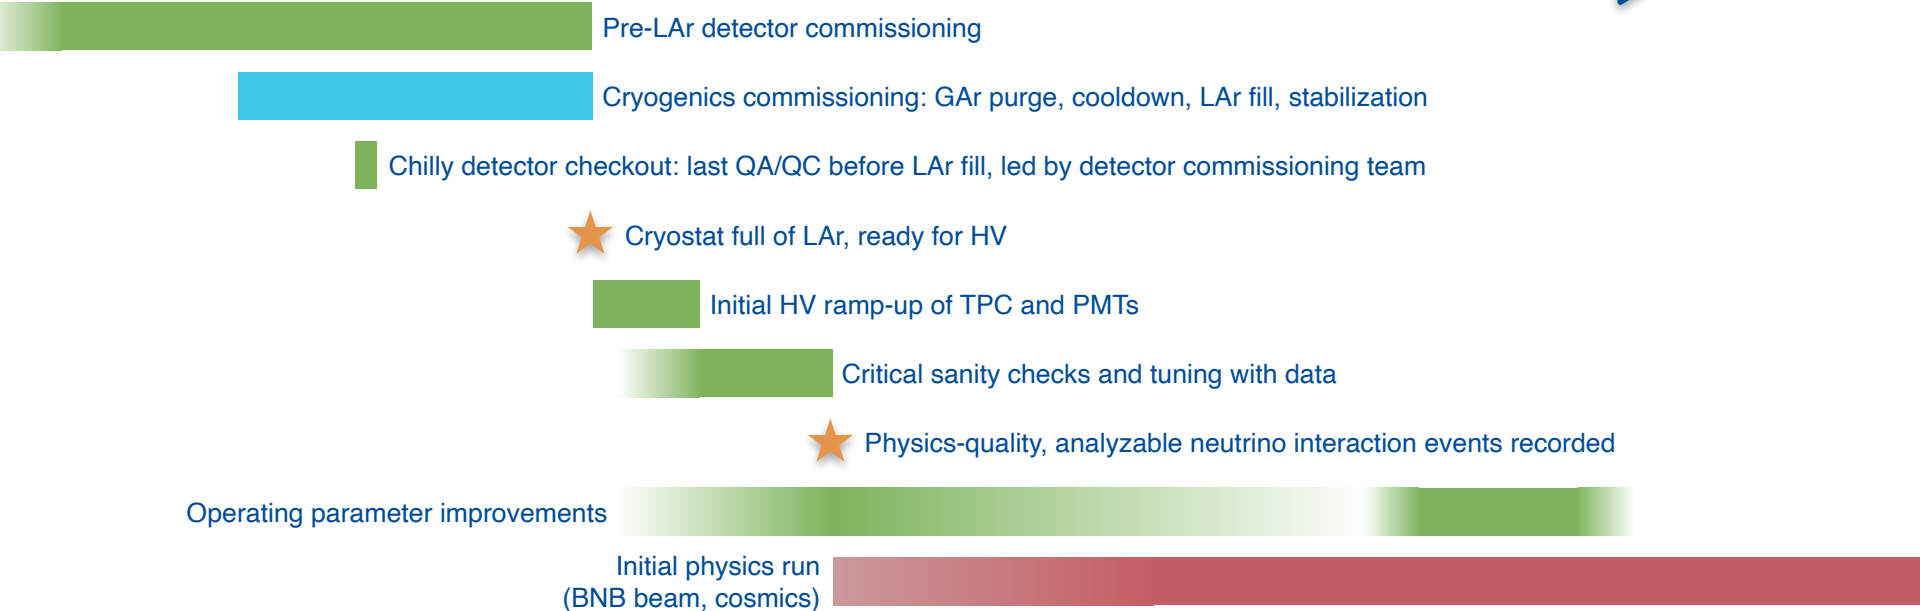 Pre-LAr detector commissioning
Cryogenics commissioning: GAr purge, cooldown, LAr fill, stabilization
Chilly detector checkout: last QA/QC before LAr fill, led by detector commissioning team
Cryostat full of LAr, ready for HV
Initial HV ramp-up of TPC and PMTs
Critical sanity checks and tuning with data
Physics-quality, analyzable neutrino interaction events recorded
Operating parameter improvements
Initial physics run
(BNB beam, cosmics)